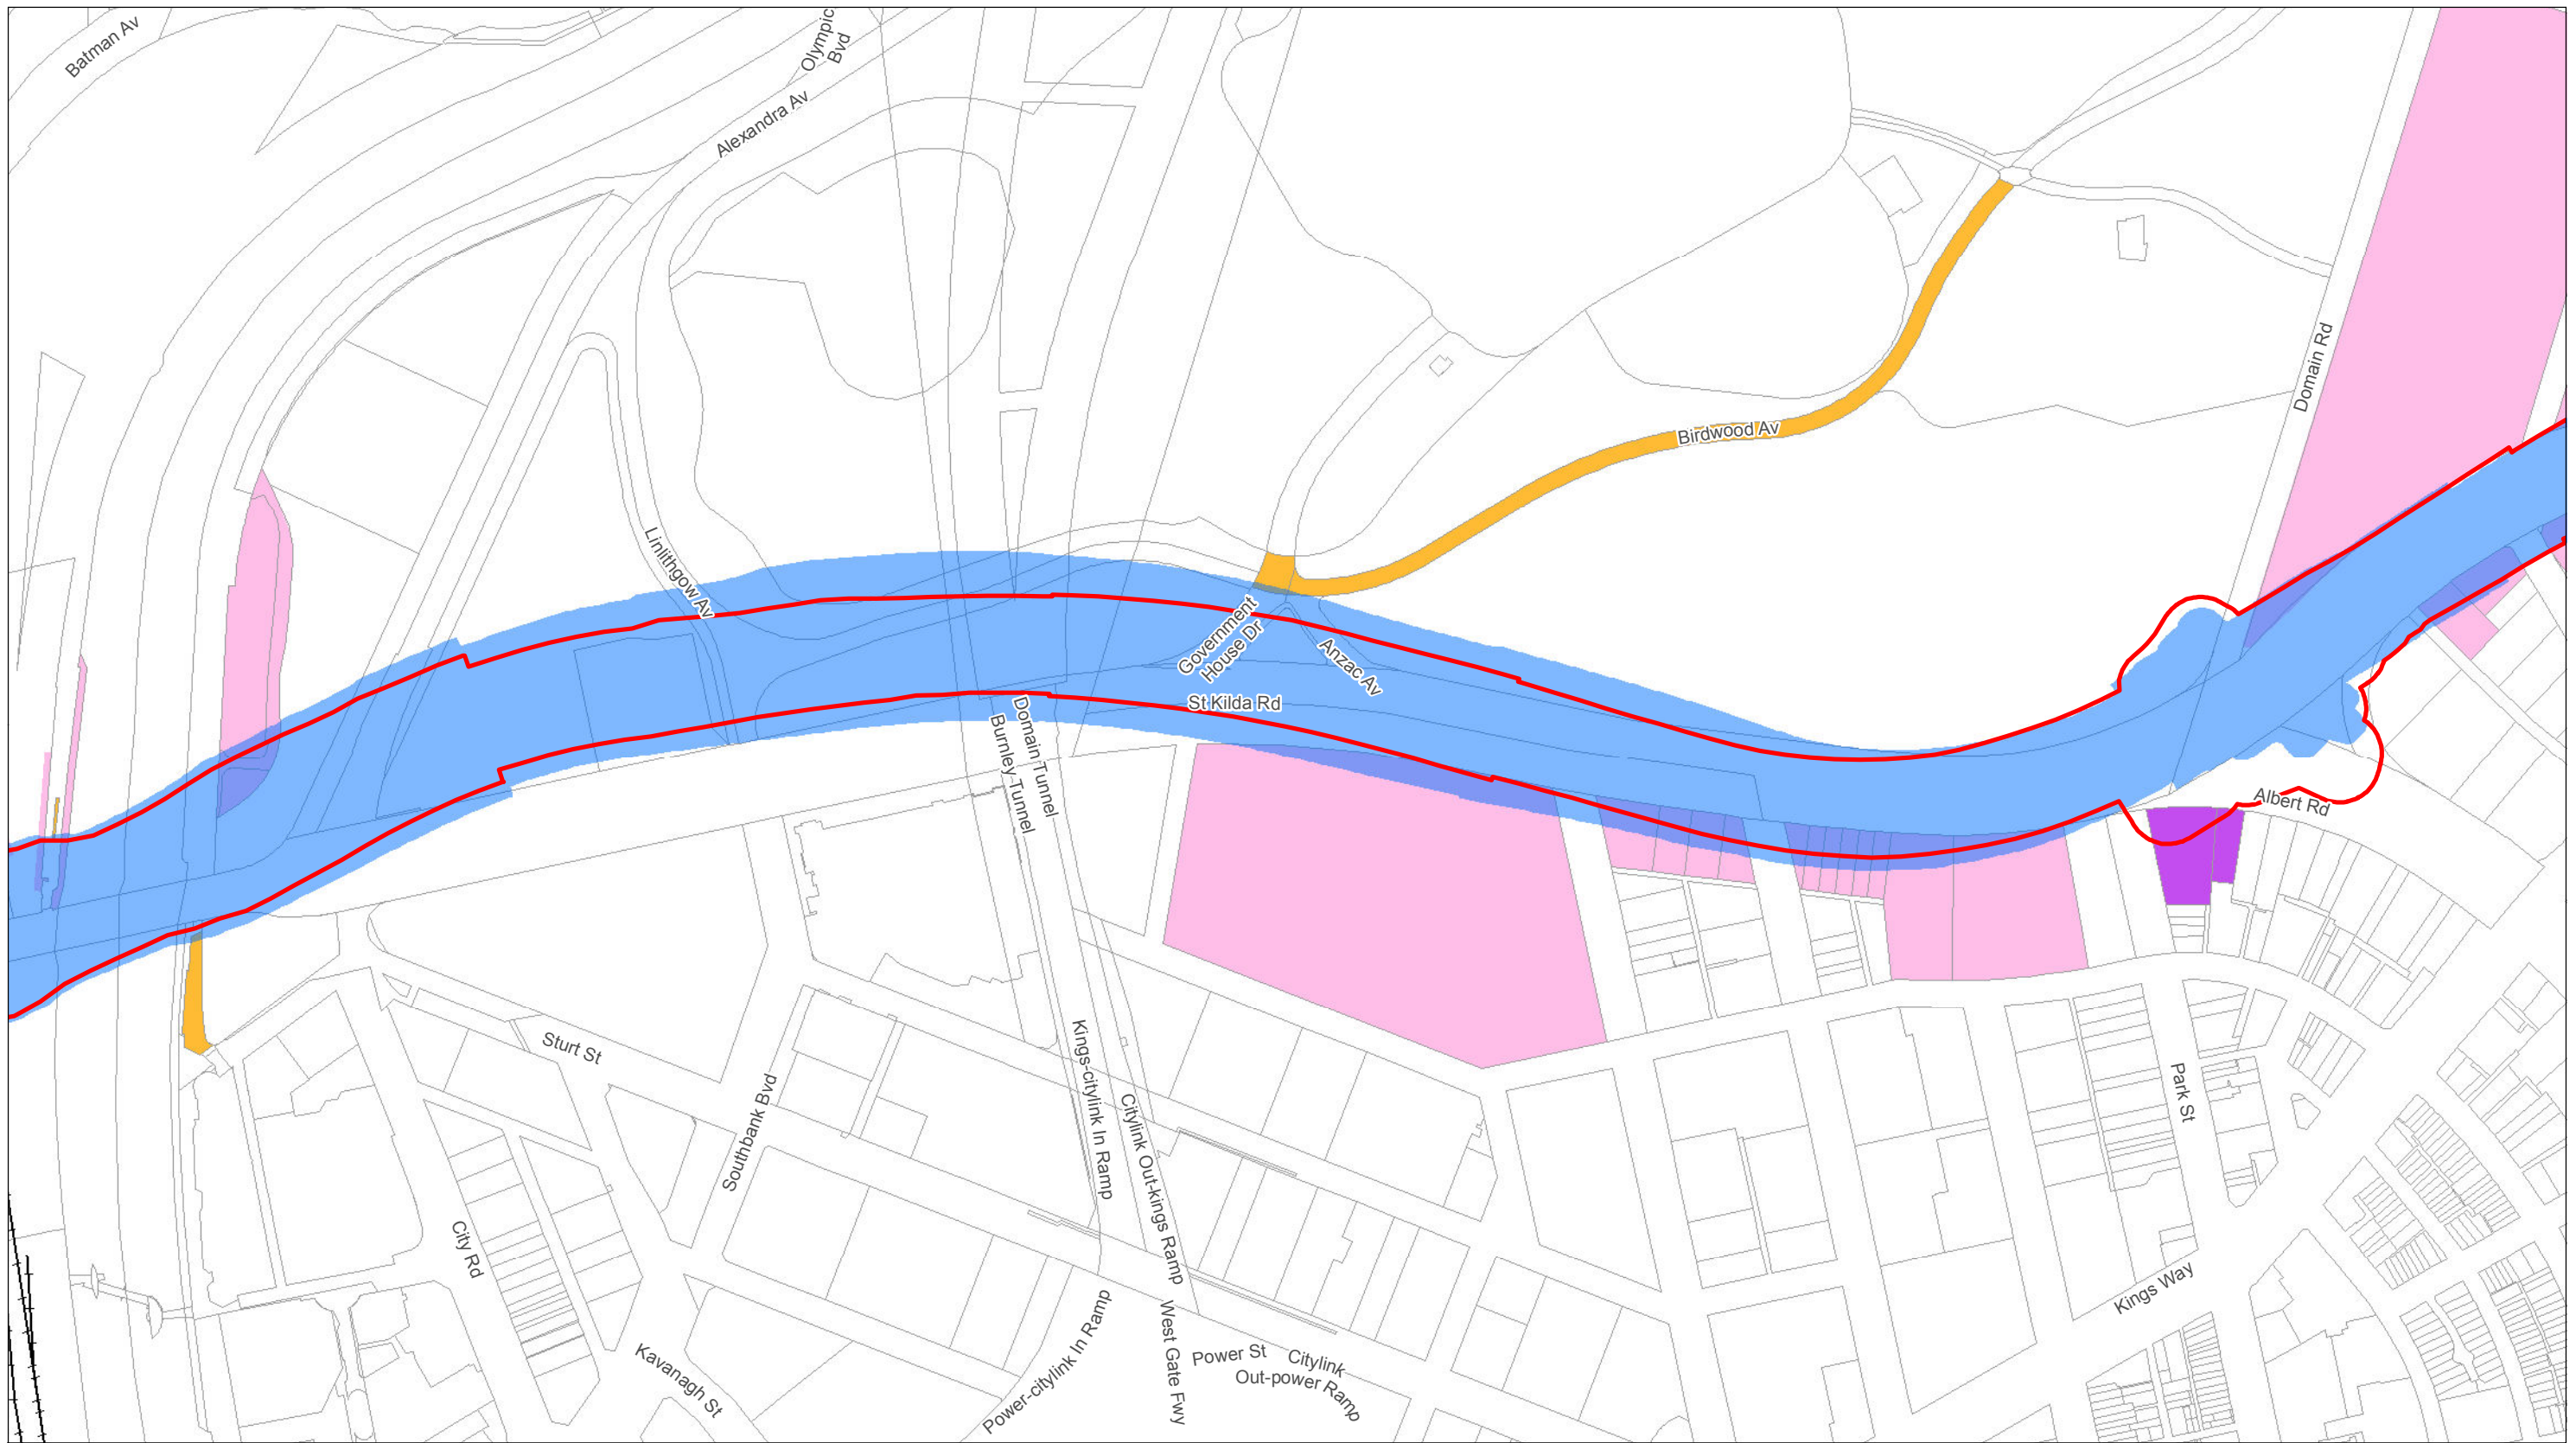 Batman Av
Olympic
Bvd
Alexandra Av
Domain Rd
Birdwood Av
Linlithgow Av
Government
House Dr
Anzac Av
St Kilda Rd
Domain Tunnel
Burnley Tunnel
Albert Rd
Sturt St
Southbank Bvd
Kings-citylink In Ramp
Citylink Out-kings Ramp
Park St
City Rd
Kings Way
Kavanagh St
Power-citylink In Ramp
West Gate Fwy
Power St
Citylink
Out-power Ramp